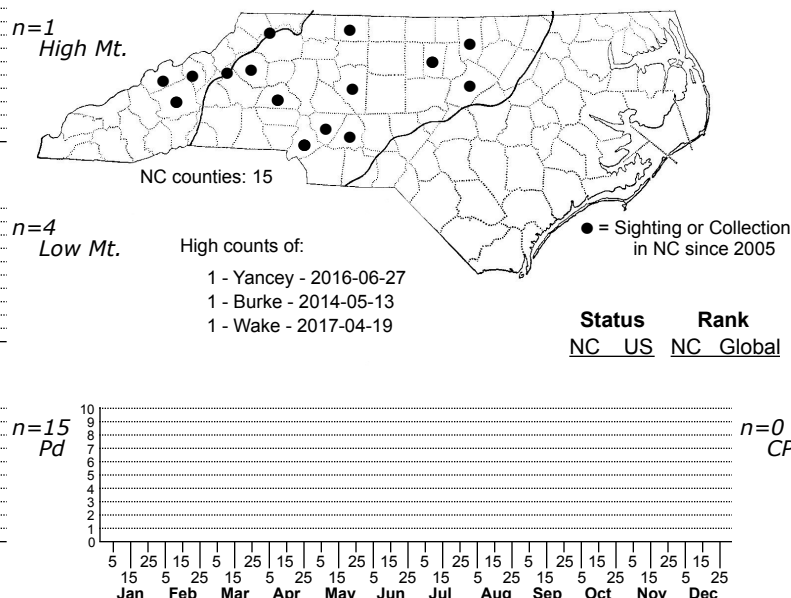 n=1
High Mt.
NC counties: 15
● = Sighting or Collection
in NC since 2005
n=4
Low Mt.
High counts of:
1 - Yancey - 2016-06-27
1 - Burke - 2014-05-13
1 - Wake - 2017-04-19
Status Rank
NC US NC Global
n=15
Pd
10
9
8
7
6
5
4
3
2
1
0
n=0
CP
5 25 15 5 25 15 5 25 15 5 25 15 5 25 15 5 25 15
15 5 25 15 5 25 15 5 25 15 5 25 15 5 25 15 5 25
Jan Feb Mar Apr May Jun Jul Aug Sep Oct Nov Dec